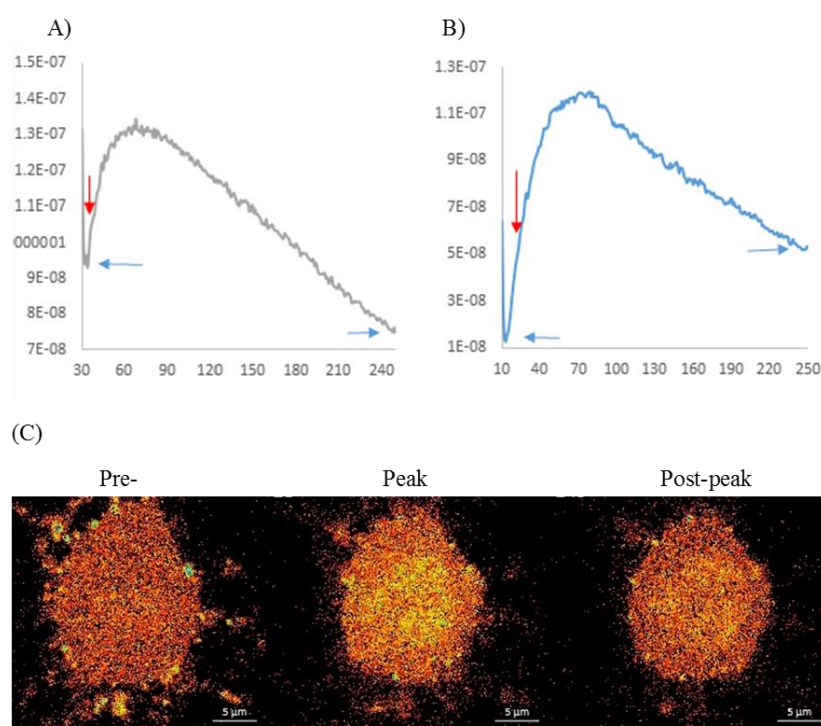 A) B)
1.5E-07
1.4E-07
1.3E-07
1.2E-07
1.1E-07
000001
9E-08
8E-08
7E-08
30 60 90 120 150 180 210 240
1.3E-07
1.1E-07
9E-08
7E-08
5E-08
3E-08
1E-08
10 40 70 100 130 160 190 220 250
(C)
Pre- Peak Post-peak
5 µm 5 µm 5 µm